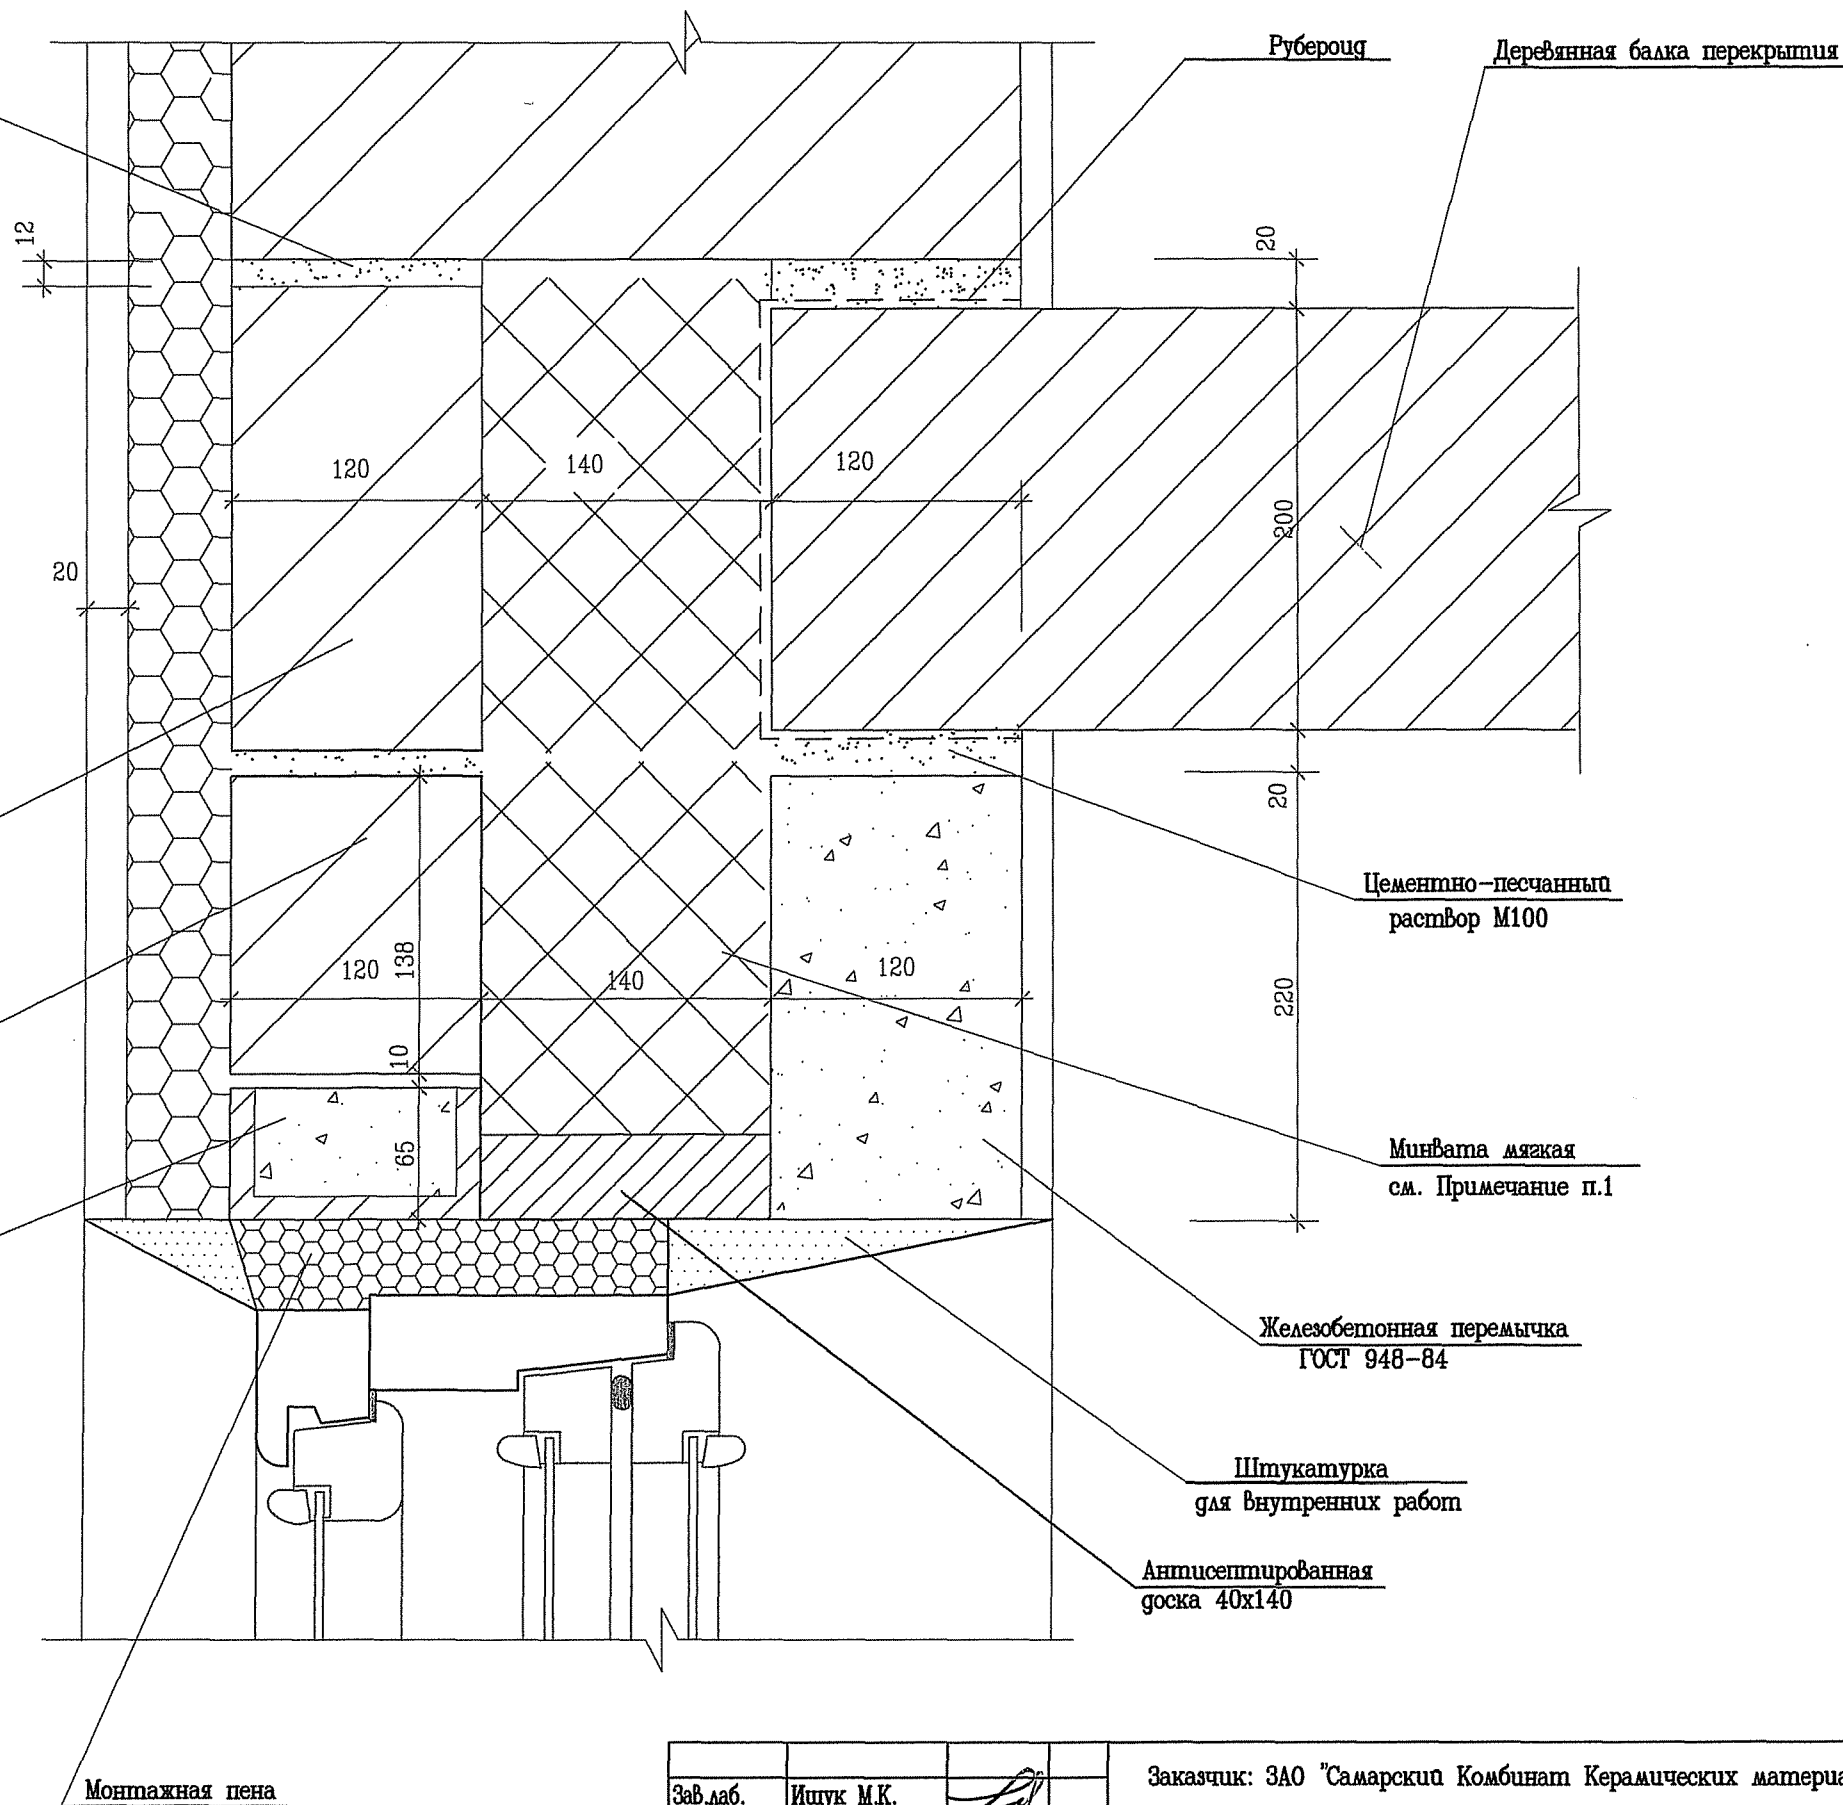 Рубероид
Деревянная балка перекрытия
12
20
120
140
120
200
20
20
Цементно-песчанный
раствор М100
120
138
140
120
220
10
65
Минвата мягкая
см. Примечание п.1
Железобетонная перемычка
ГОСТ 948-84
Штукатурка
для внутренних работ
Антисептированная
доска 40х140
Монтажная пена
Зав.лаб.
Ищук М.К.
Заказчик: ЗАО "Самарский Комбинат Керамических материа